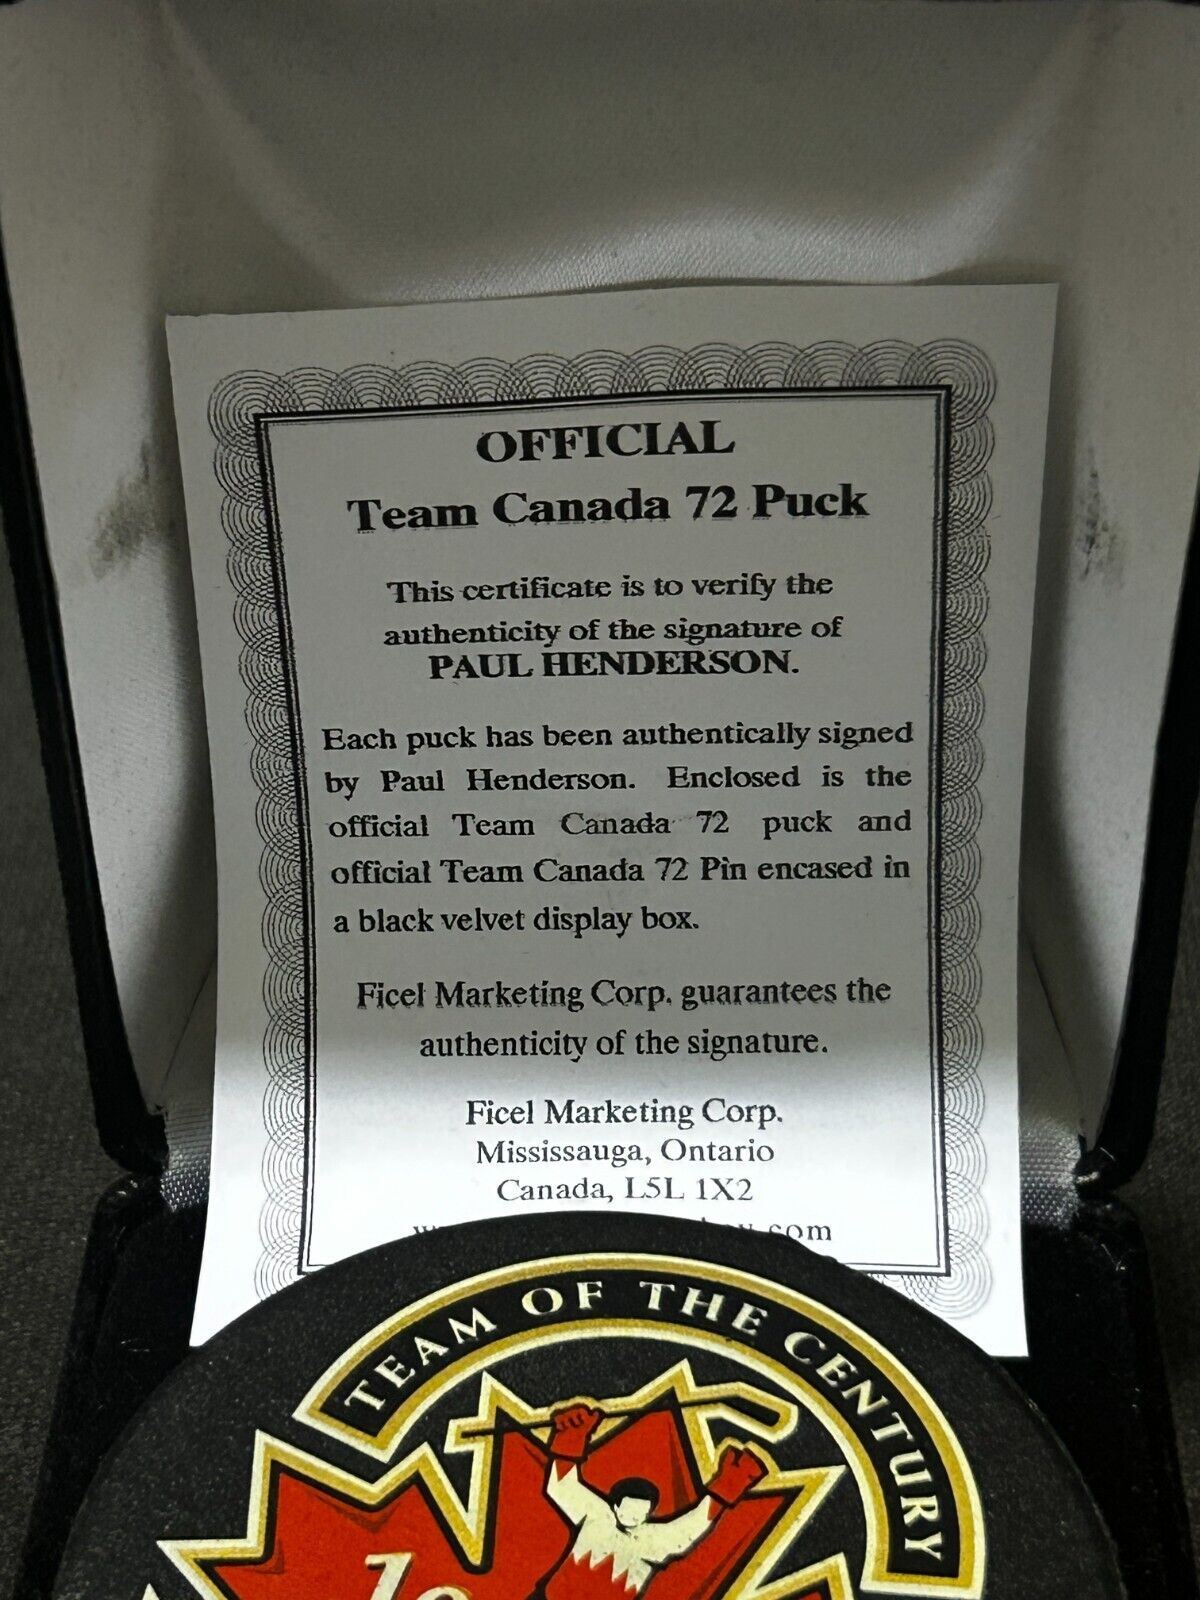 OFFICIAL
Team Canada 72 Puck
This certificate is to verify the
authenticity of the signature of
PAUL HENDERSON.
Each puck has been authentically signed
by Paul Henderson. Enclosed is the
official Team Canada 72 puck and
official Team Canada 72 Pin encased in
a black velvet display box.
Ficel Marketing Corp. guarantees the
authenticity of the signature.
Ficel Marketing Corp.
Mississauga, Ontario
Canada, L5L 1X2
TEAM OF THE CENTURY